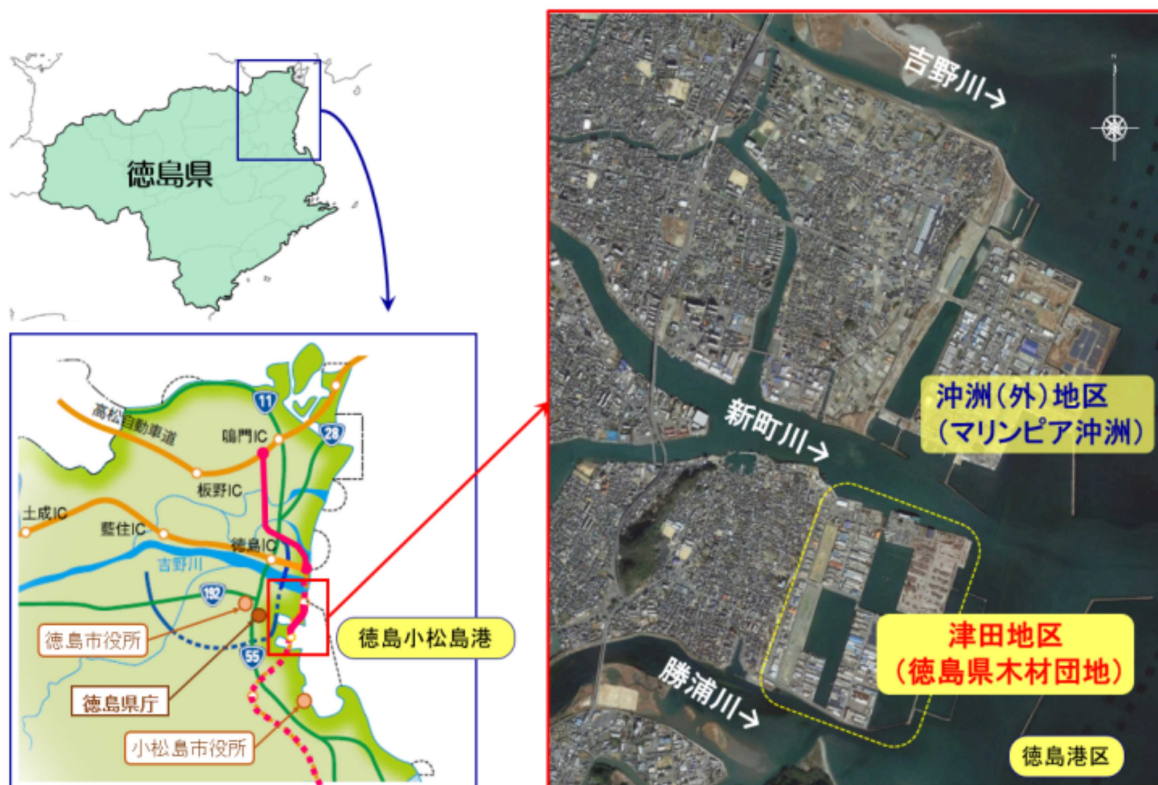 徳島県
高松自動車道
11
鳴門IC
28
板野IC
土成IC
藍住IC
徳島IC
吉野川
192
徳島市役所
55
徳島県庁
小松島市役所
徳島小松島港
吉野川→
N
沖洲(外)地区
(マリンピア沖洲)
新町川→
津田地区
(徳島県木材団地)
勝浦川→
徳島港区